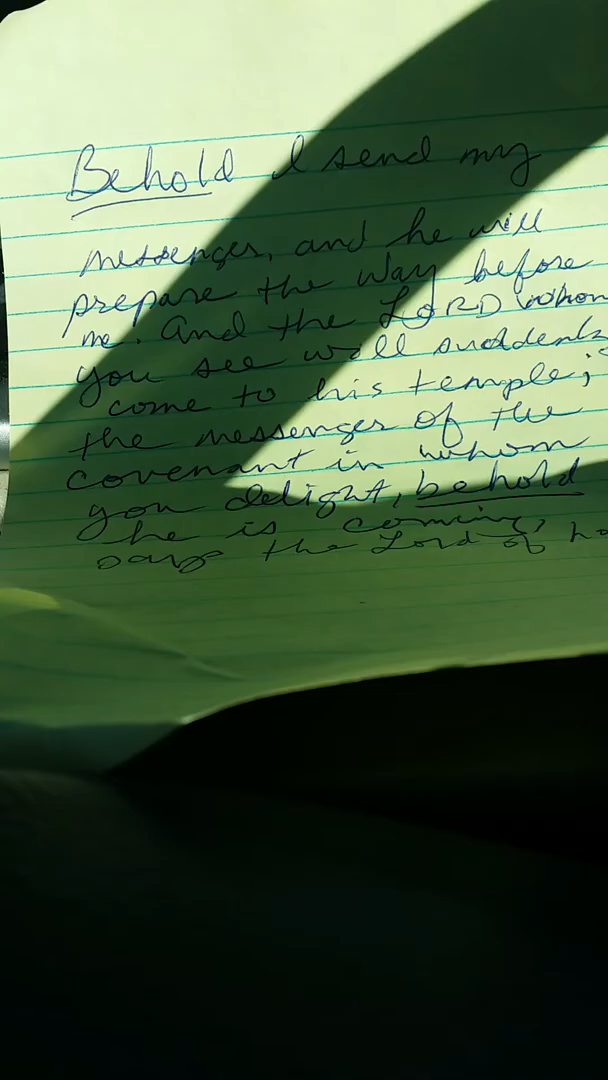 Behold I send my
messenger, and he will
prepare the way before
me. And the LORD whom
you see will suddenly
come to his temple;
the messenger of the
covenant in whom
you delight, behold
he is coming,
says the Lord of ho